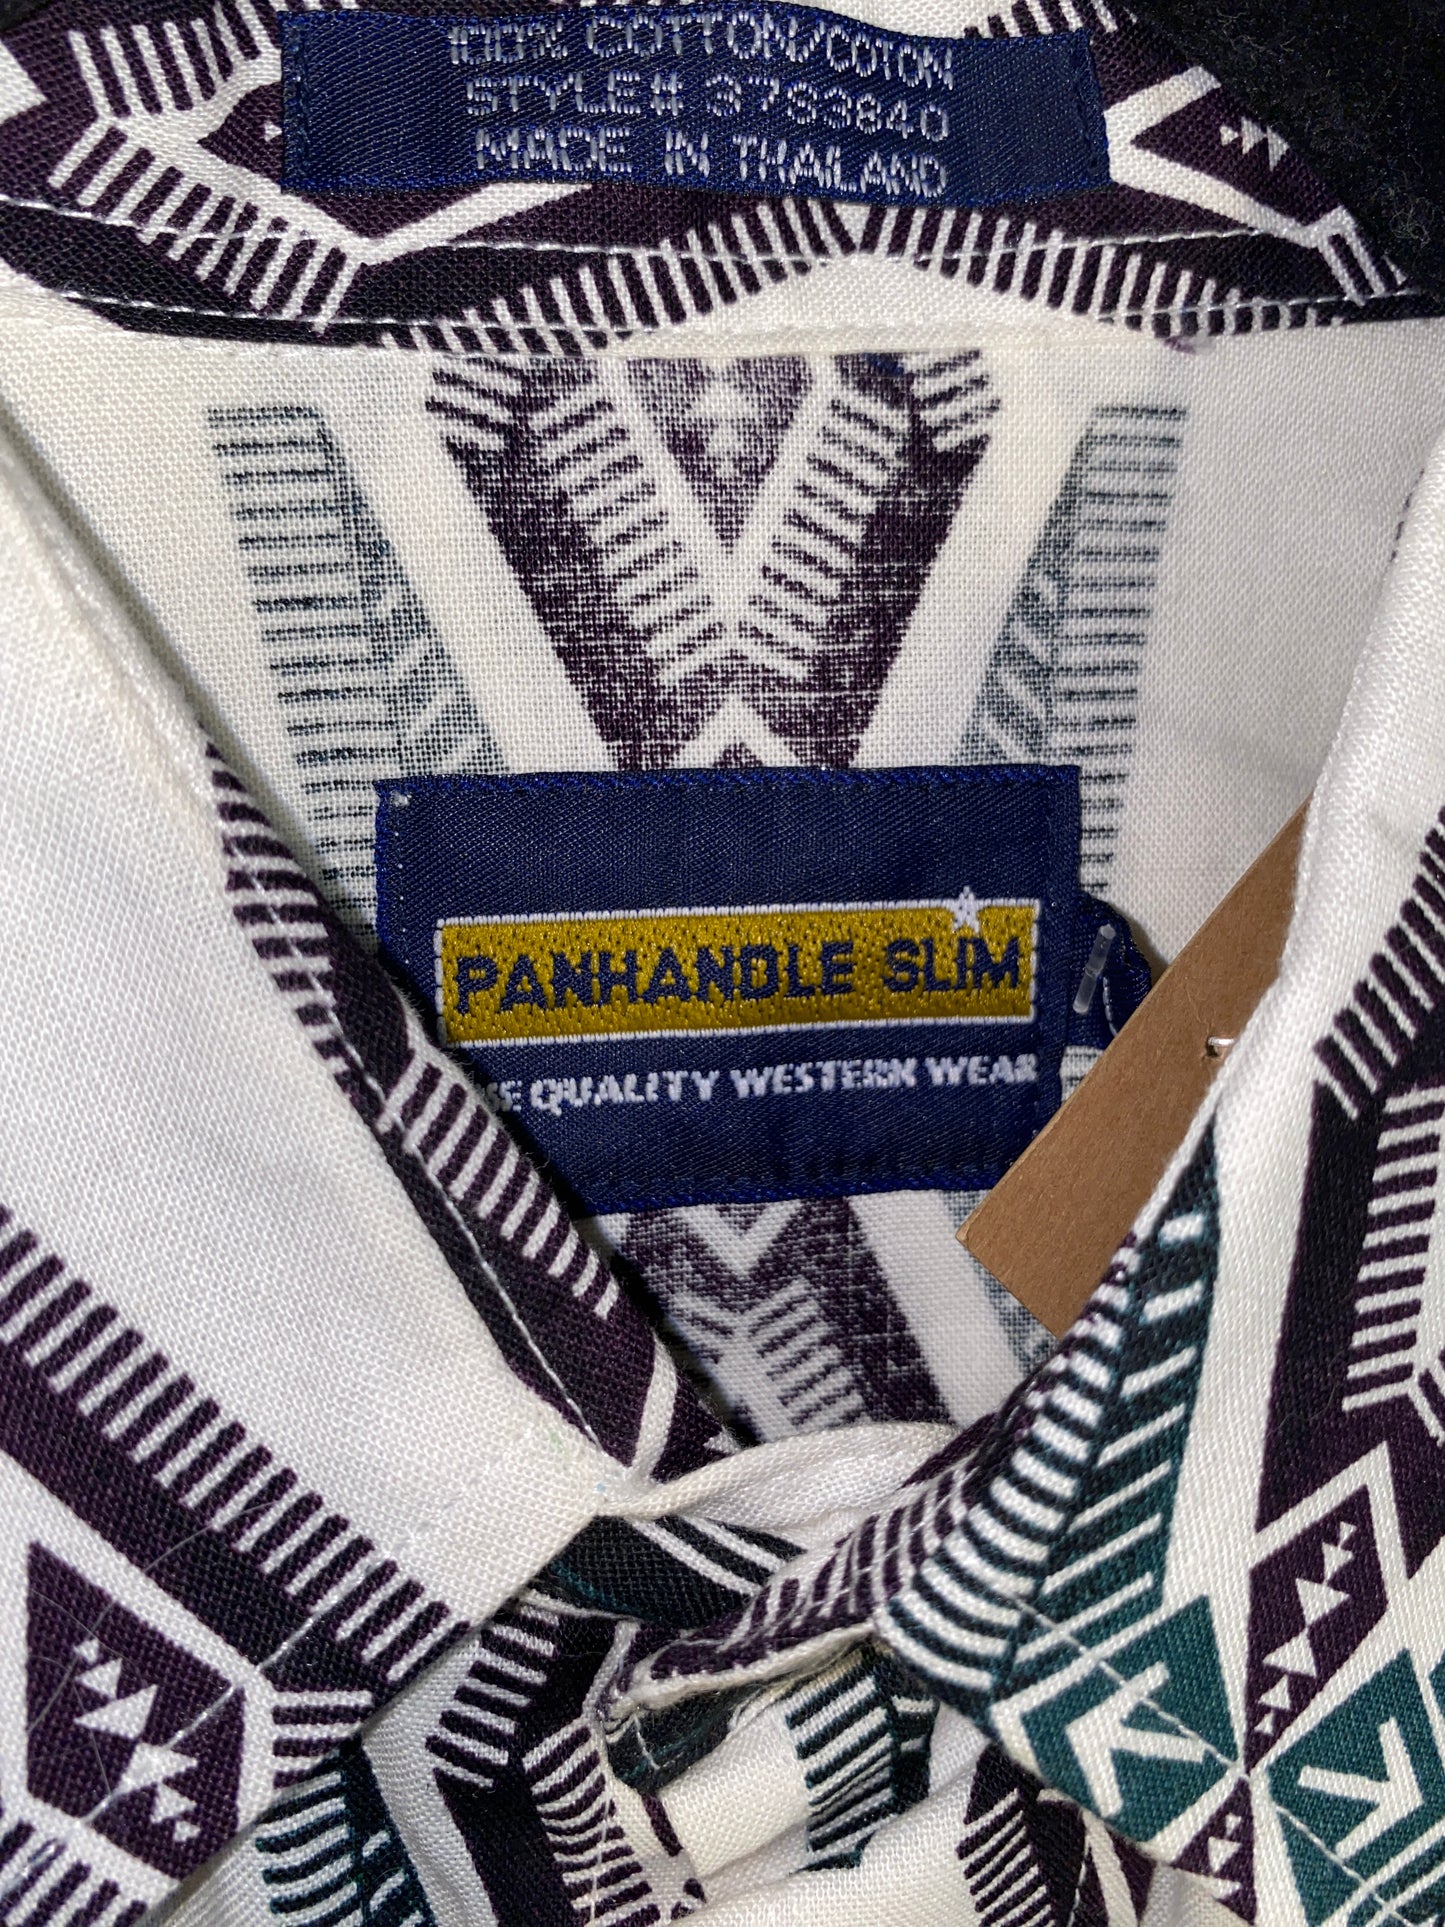 100% COTTON/COTON
STYLE# 3783840
MADE IN THAILAND
PANHANDLE SLIM
QUALITY WESTERN WEAR